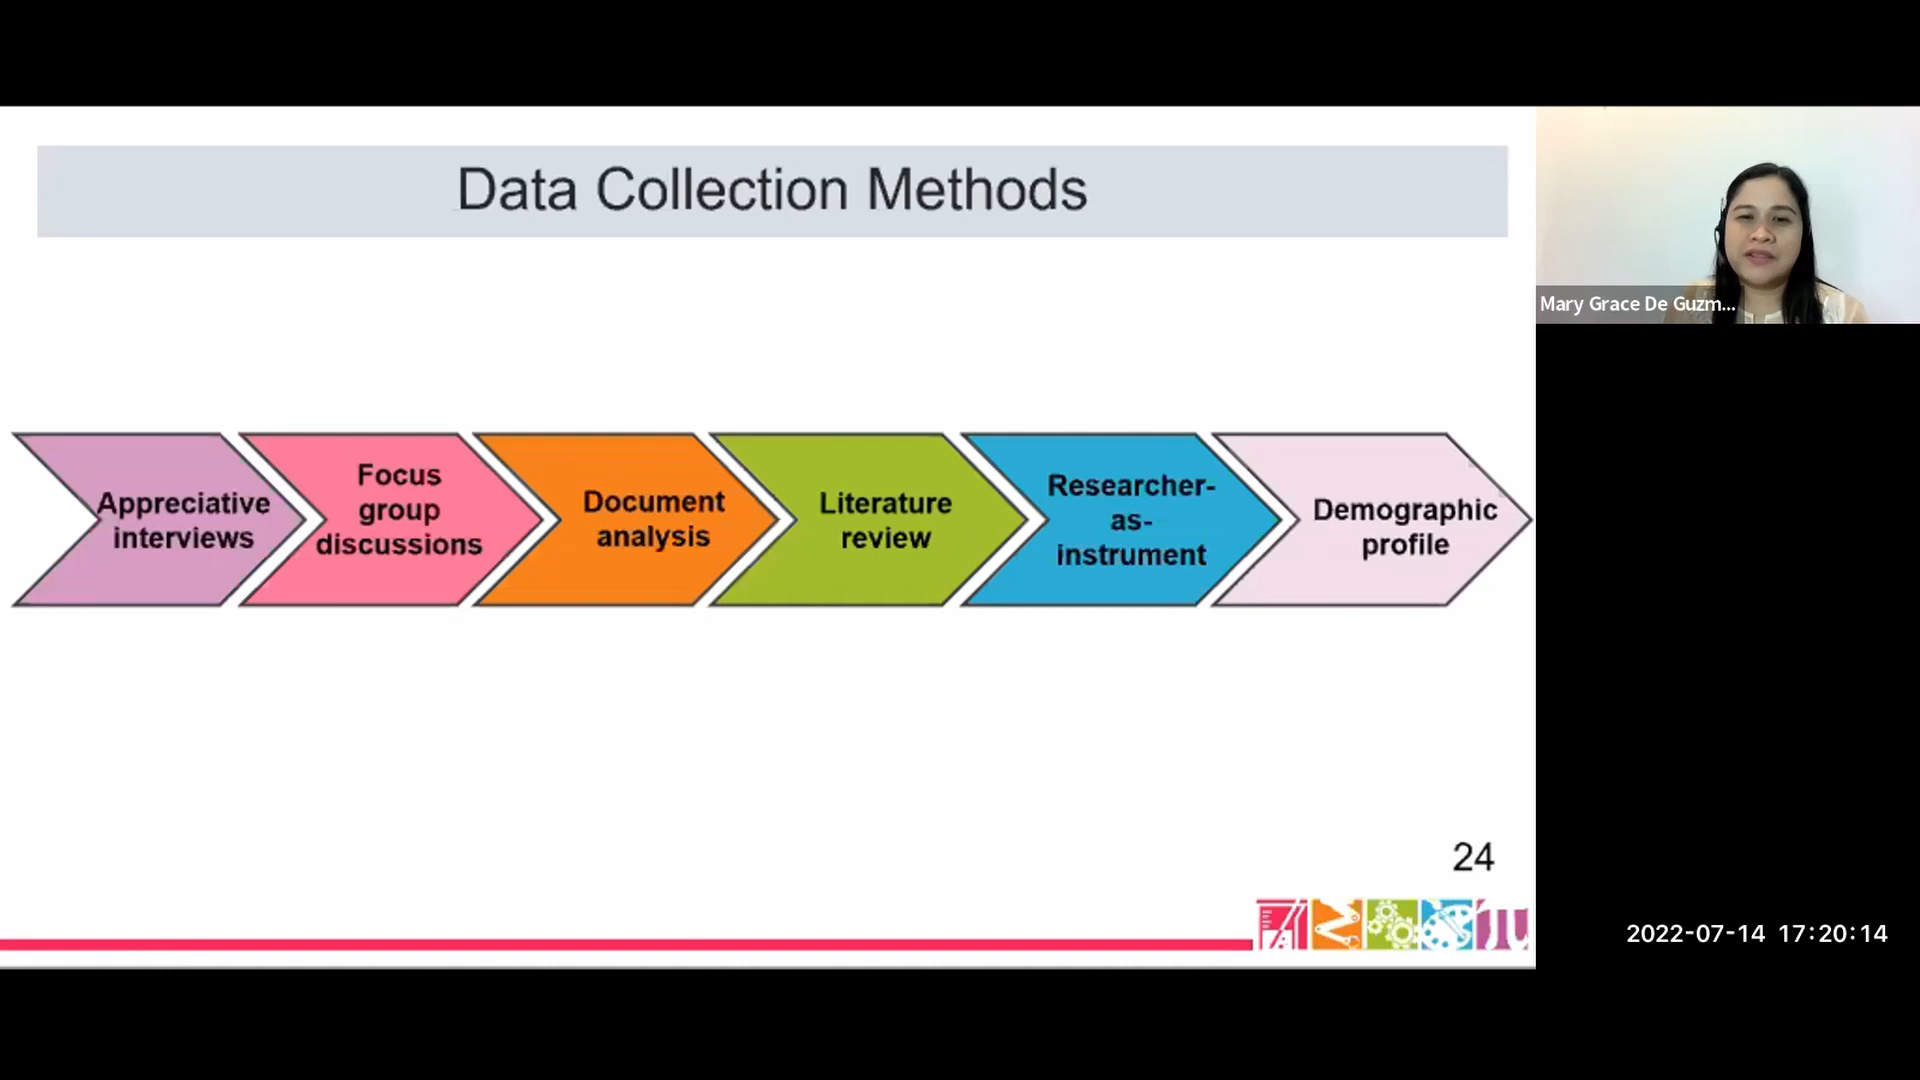 Data Collection Methods
Mary Grace De Guzm...
Appreciative
interviews
Focus
group
discussions
Document
analysis
Literature
review
Researcher-
as-
instrument
Demographic
profile
24
2022-07-14 17:20:14